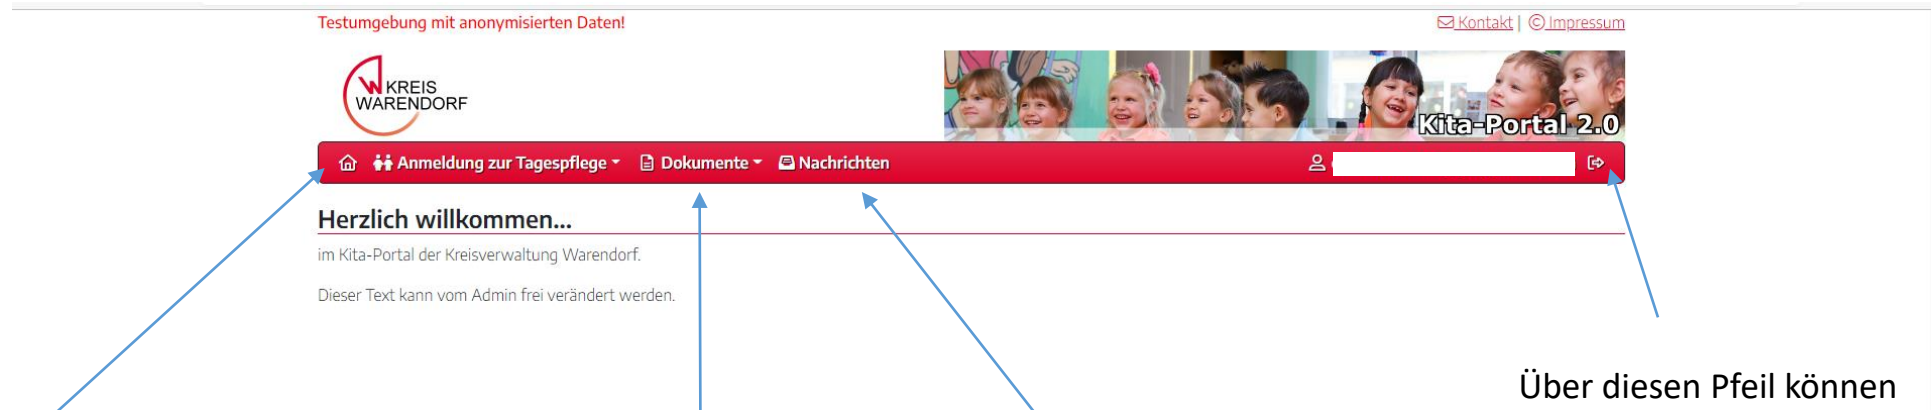 Testumgebung mit anonymisierten Daten!
Kontakt | © Impressum
KREIS
WARENDORF
Kita-Portal 2.0
Anmeldung zur Tagespflege Dokumente Nachrichten
Herzlich willkommen...
im Kita-Portal der Kreisverwaltung Warendorf.
Dieser Text kann vom Admin frei verändert werden.
Über diesen Pfeil können